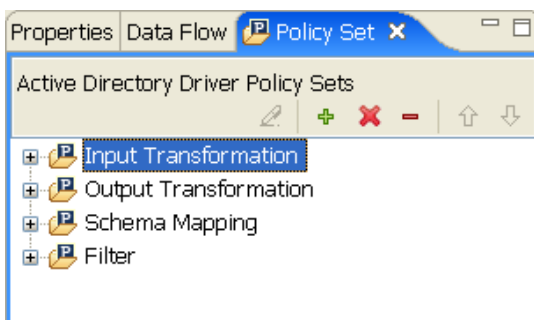 Properties Data Flow Policy Set
Active Directory Driver Policy Sets
Input Transformation
Output Transformation
Schema Mapping
Filter